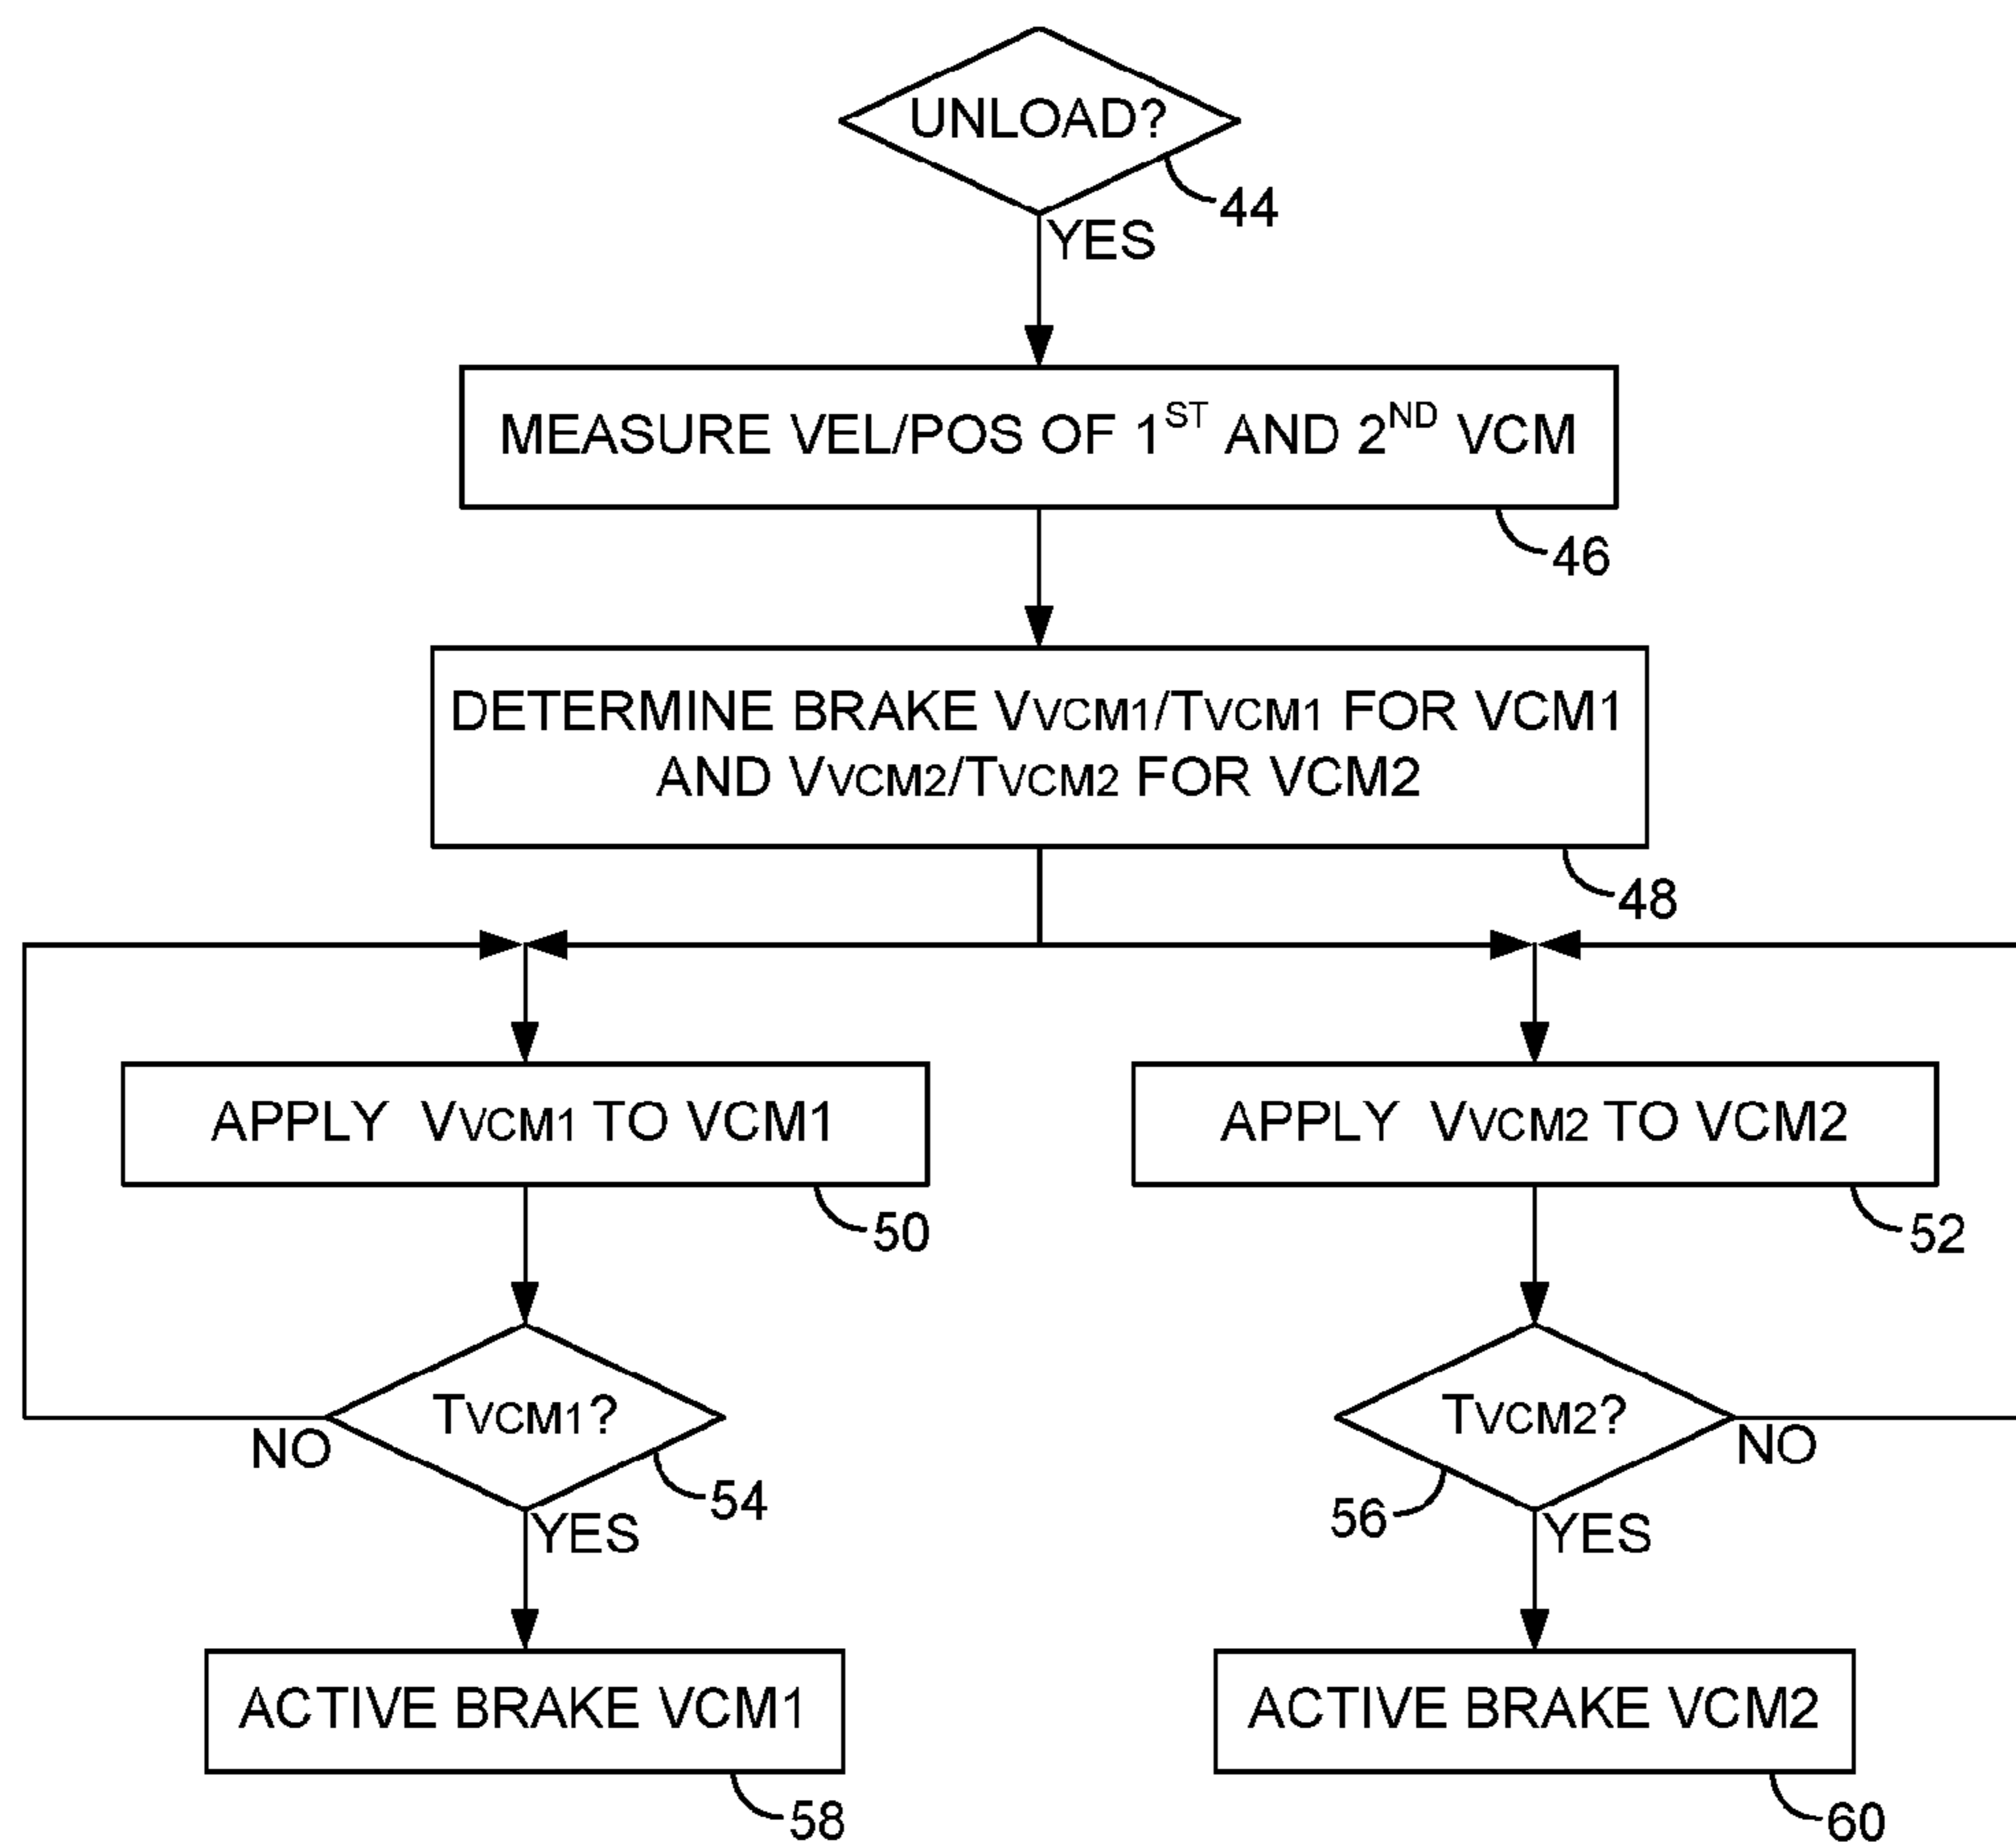 UNLOAD?
44
YES
MEASURE VEL/POS OF 1ST AND 2ND VCM
46
DETERMINE BRAKE VVCM1/TVCM1 FOR VCM1
AND VVCM2/TVCM2 FOR VCM2
48
APPLY VVCM1 TO VCM1
50
APPLY VVCM2 TO VCM2
52
TVCM1?
NO
54
YES
TVCM2?
NO
56
YES
ACTIVE BRAKE VCM1
58
ACTIVE BRAKE VCM2
60